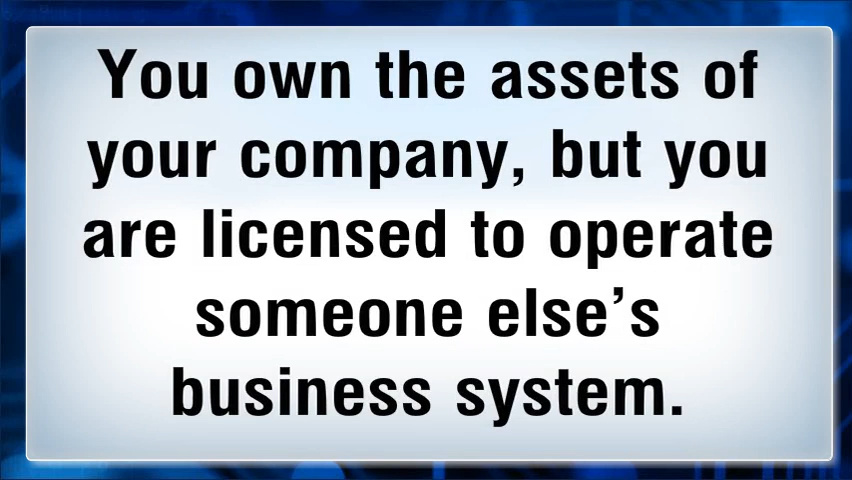 You own the assets of
your company, but you
are licensed to operate
someone else’s
business system.